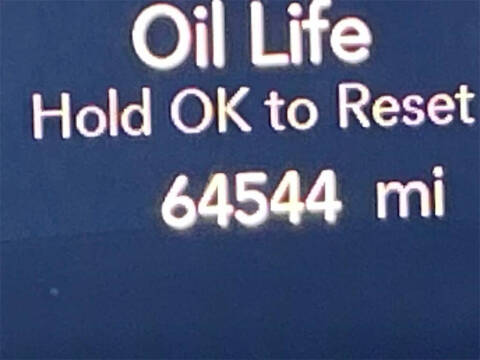 Oil Life
Hold OK to Reset
64544 mi